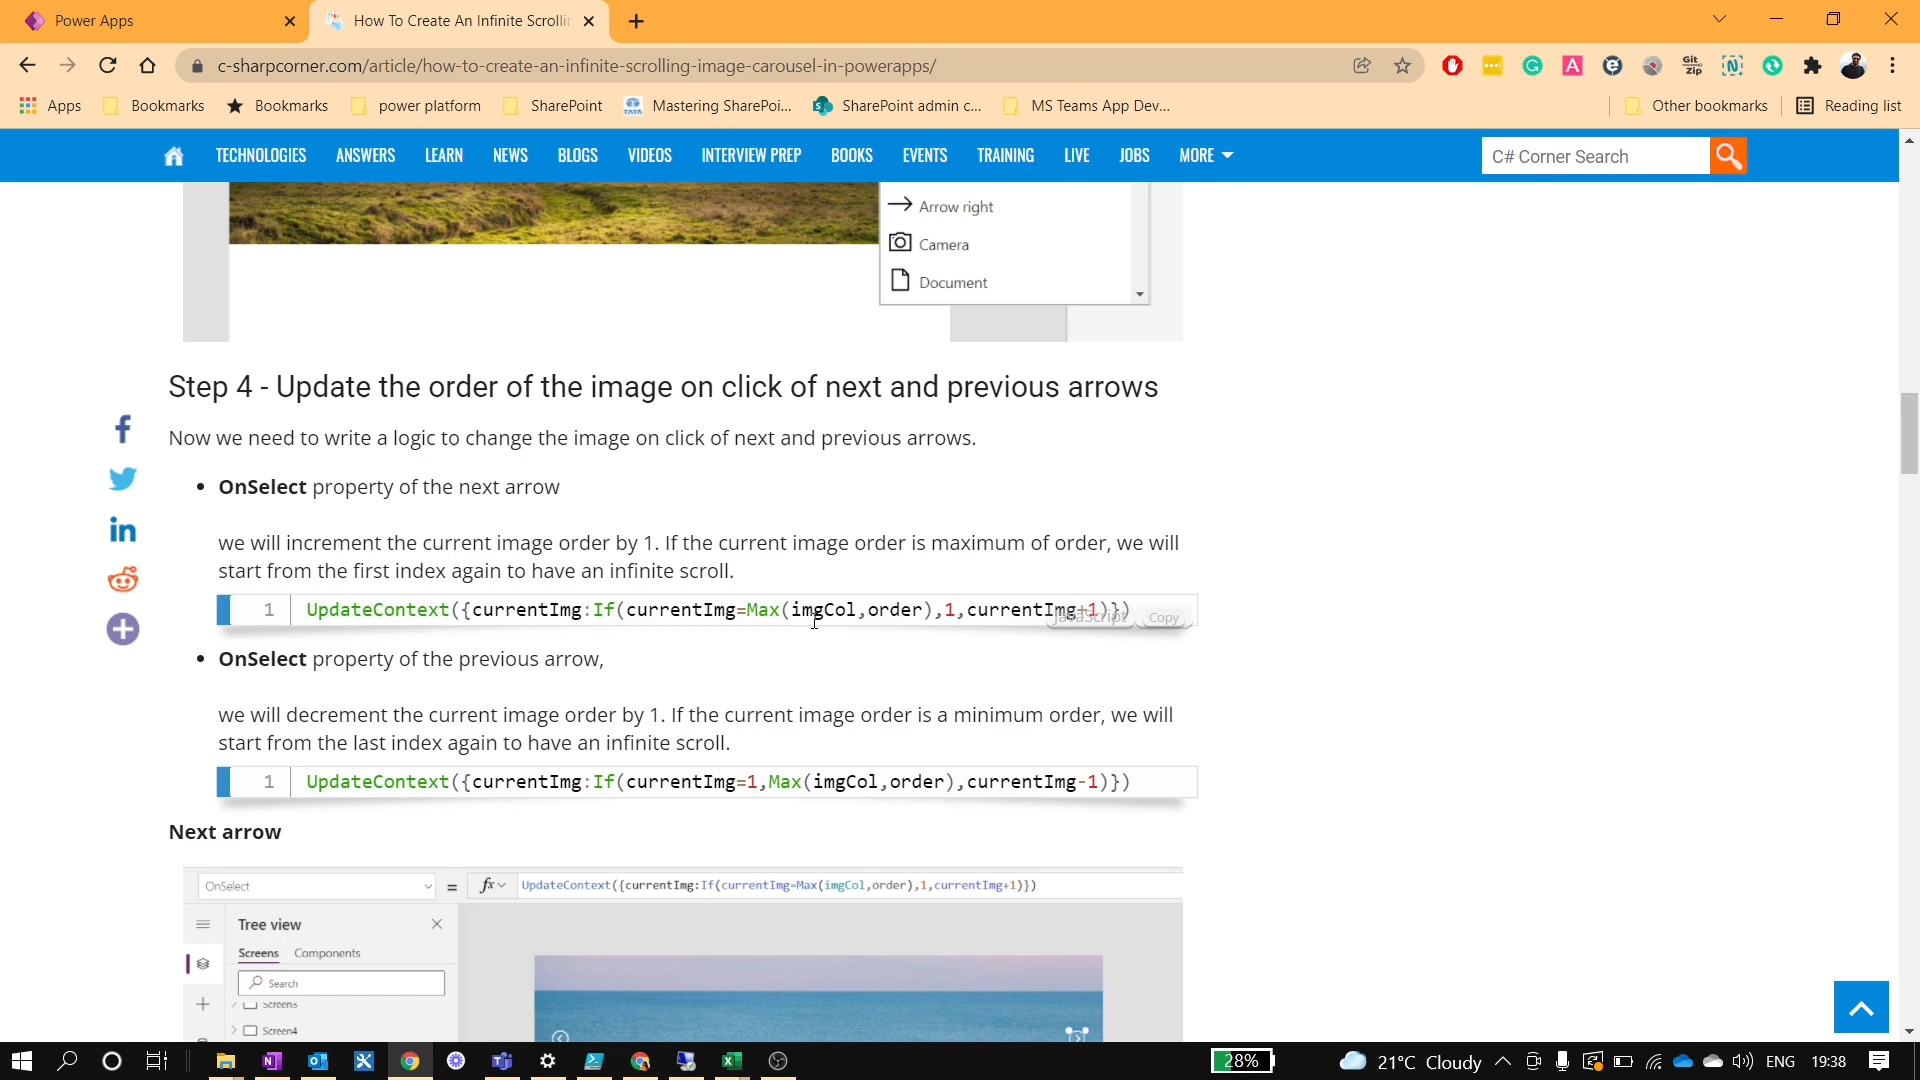 Power Apps
How To Create An Infinite Scrollin
c-sharpcorner.com/article/how-to-create-an-infinite-scrolling-image-carousel-in-powerapps/
Git
zip
Apps Bookmarks Bookmarks power platform SharePoint Mastering SharePoi... SharePoint admin c... MS Teams App Dev... Other bookmarks Reading list
TECHNOLOGIES ANSWERS LEARN NEWS BLOGS VIDEOS INTERVIEW PREP BOOKS EVENTS TRAINING LIVE JOBS MORE C# Corner Search
Arrow right
Camera
Document
Step 4 - Update the order of the image on click of next and previous arrows
Now we need to write a logic to change the image on click of next and previous arrows.
OnSelect property of the next arrow
we will increment the current image order by 1. If the current image order is maximum of order, we will
start from the first index again to have an infinite scroll.
1 UpdateContext({currentImg:If(currentImg=Max(imgCol,order),1,currentImg+1)})
JavaScript Copy
OnSelect property of the previous arrow,
we will decrement the current image order by 1. If the current image order is a minimum order, we will
start from the last index again to have an infinite scroll.
1 UpdateContext({currentImg:If(currentImg=1,Max(imgCol,order),currentImg-1)})
Next arrow
OnSelect = fx UpdateContext({currentImg:If(currentImg=Max(imgCol,order),1,currentImg+1)})
Tree view
Screens Components
Search
Screen3
Screen4
28% 21°C Cloudy ENG 19:38